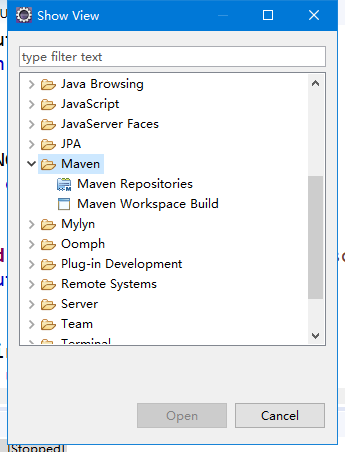 Show View
type filter text
Java Browsing
JavaScript
JavaServer Faces
JPA
Maven
Maven Repositories
Maven Workspace Build
Mylyn
Oomph
Plug-in Development
Remote Systems
Server
Team
Terminal
Open
Cancel
[Stopped]